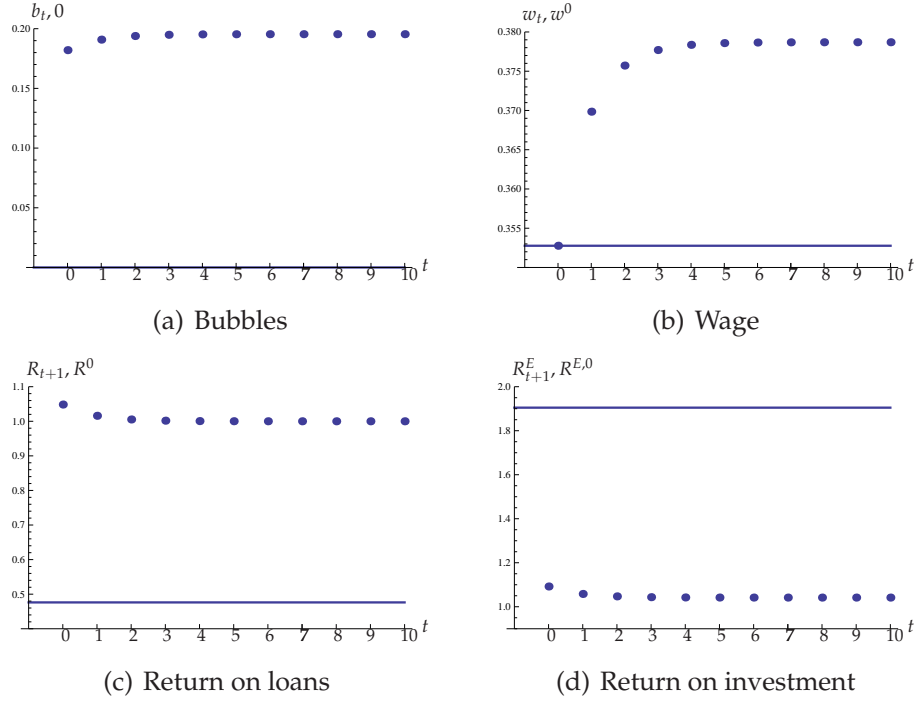 b_t, 0
0.20
0.15
0.10
0.05
0 1 2 3 4 5 6 7 8 9 10 t
(a) Bubbles
w_t, w^0
0.380
0.375
0.370
0.365
0.360
0.355
0 1 2 3 4 5 6 7 8 9 10 t
(b) Wage
R_{t+1}, R^0
1.1
1.0
0.9
0.8
0.7
0.6
0.5
0 1 2 3 4 5 6 7 8 9 10 t
(c) Return on loans
R^E_{t+1}, R^{E,0}
2.0
1.8
1.6
1.4
1.2
1.0
0 1 2 3 4 5 6 7 8 9 10 t
(d) Return on investment